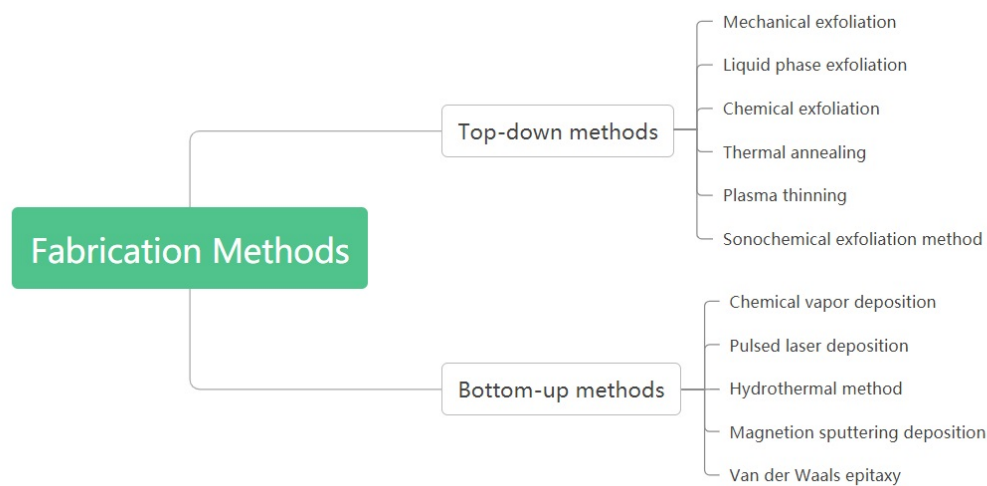 Fabrication Methods
Top-down methods
Mechanical exfoliation
Liquid phase exfoliation
Chemical exfoliation
Thermal annealing
Plasma thinning
Sonochemical exfoliation method
Bottom-up methods
Chemical vapor deposition
Pulsed laser deposition
Hydrothermal method
Magnetion sputtering deposition
Van der Waals epitaxy